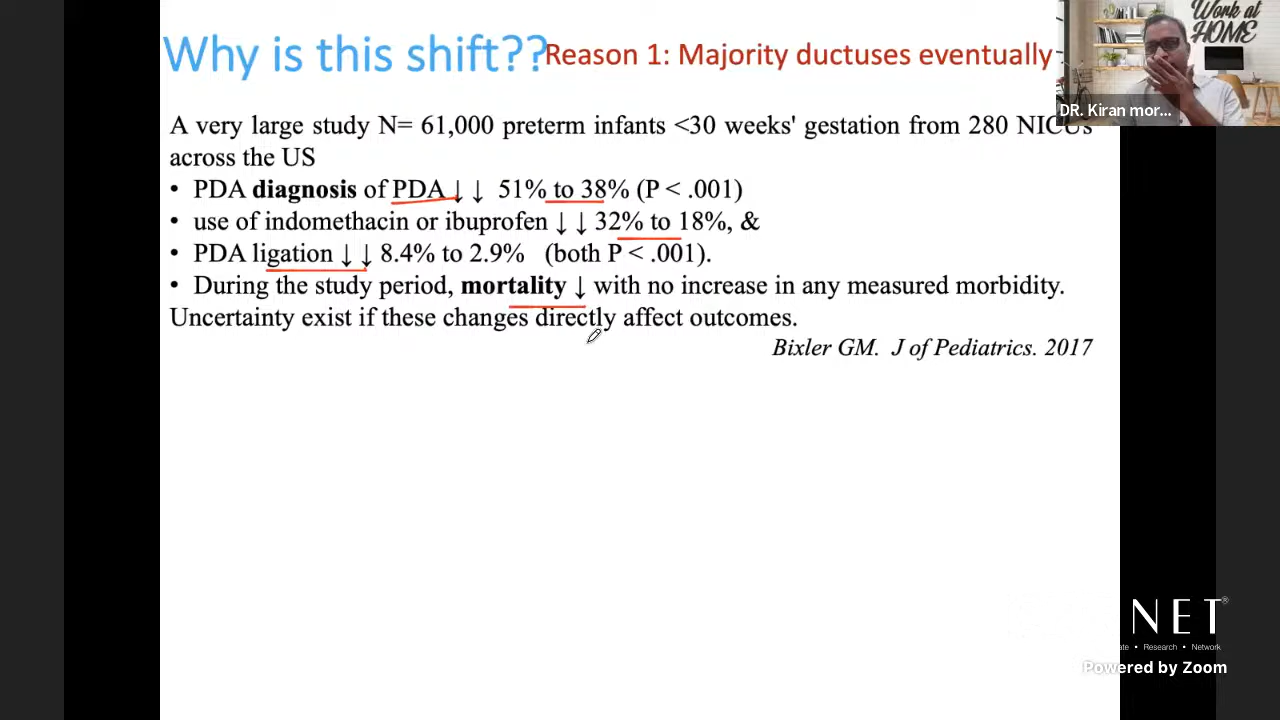 Why is this shift?? Reason 1: Majority ductuses eventually
Work at
HOME
DR. Kiran mor...
A very large study N= 61,000 preterm infants <30 weeks' gestation from 280 NICUs
across the US
• PDA diagnosis of PDA ↓ ↓ 51% to 38% (P < .001)
• use of indomethacin or ibuprofen ↓ ↓ 32% to 18%, &
• PDA ligation ↓ ↓ 8.4% to 2.9% (both P < .001).
• During the study period, mortality ↓ with no increase in any measured morbidity.
Uncertainty exist if these changes directly affect outcomes.
Bixler GM. J of Pediatrics. 2017
NET®
• Research • Network
Powered by Zoom